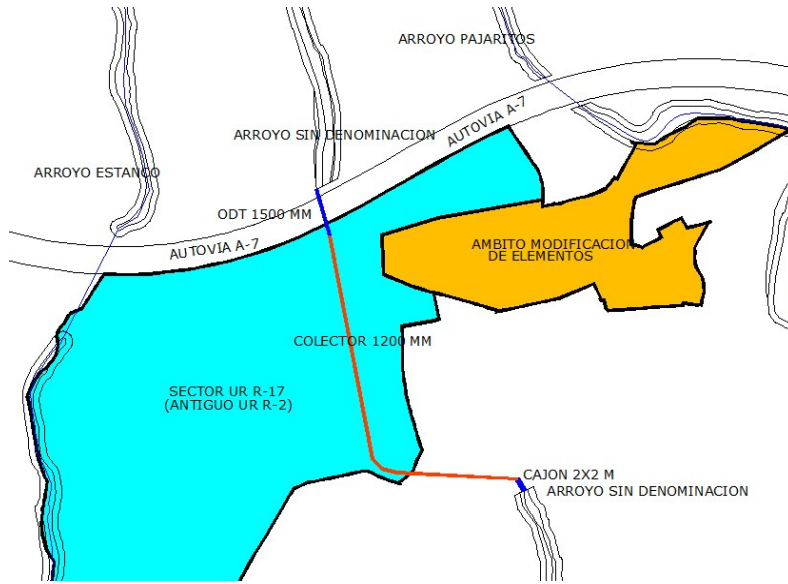 ARROYO PAJARITOS
AUTOVIA A-7
ARROYO SIN DENOMINACION
ARROYO ESTANCO
ODT 1500 MM
AUTOVIA A-7
AMBITO MODIFICACION
DE ELEMENTOS
COLECTOR 1200 MM
SECTOR UR R-17
(ANTIGUO UR R-2)
CAJON 2X2 M
ARROYO SIN DENOMINACION